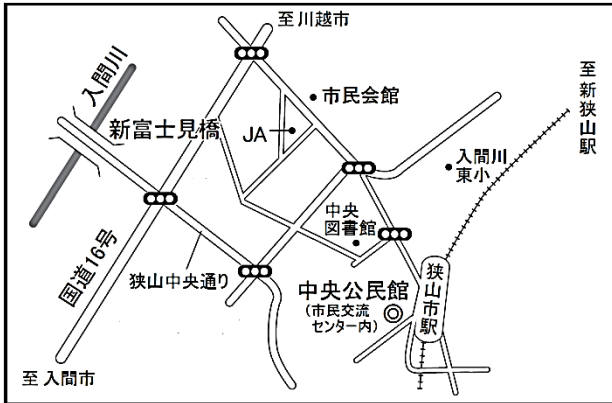 至川越市
入間川
新富士見橋
市民会館
JA
至新狭山駅
入間川
東小
中央
図書館
国道16号
狭山中央通り
中央公民館
(市民交流
センター内)
狭山市駅
至入間市